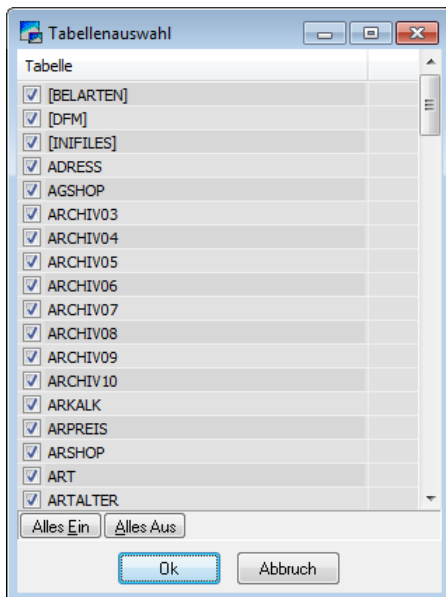 Tabellenauswahl
Tabelle
[BELARTEN]
[DFM]
[INIFILES]
ADRESS
AGSHOP
ARCHIV03
ARCHIV04
ARCHIV05
ARCHIV06
ARCHIV07
ARCHIV08
ARCHIV09
ARCHIV10
ARKALK
ARPREIS
ARSHOP
ART
ARTALTER
Alles Ein Alles Aus
Ok Abbruch